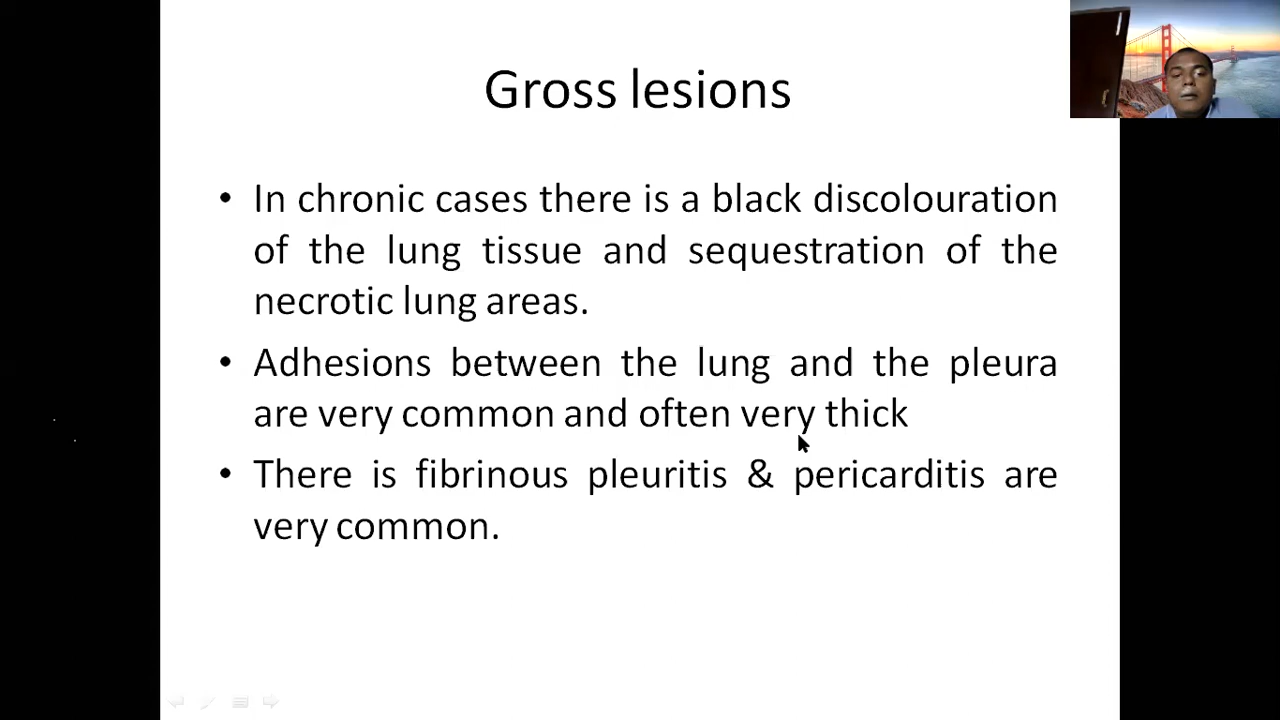 Gross lesions
• In chronic cases there is a black discolouration
of the lung tissue and sequestration of the
necrotic lung areas.
• Adhesions between the lung and the pleura
are very common and often very thick
• There is fibrinous pleuritis & pericarditis are
very common.